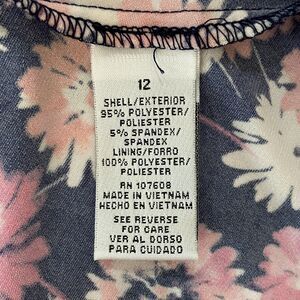 12
SHELL/EXTERIOR
95% POLYESTER/
POLIESTER
5% SPANDEX/
SPANDEX
LINING/FORRO
100% POLYESTER/
POLIESTER
RN 107608
MADE IN VIETNAM
HECHO EN VIETNAM
SEE REVERSE
FOR CARE
VER AL DORSO
PARA CUIDADO